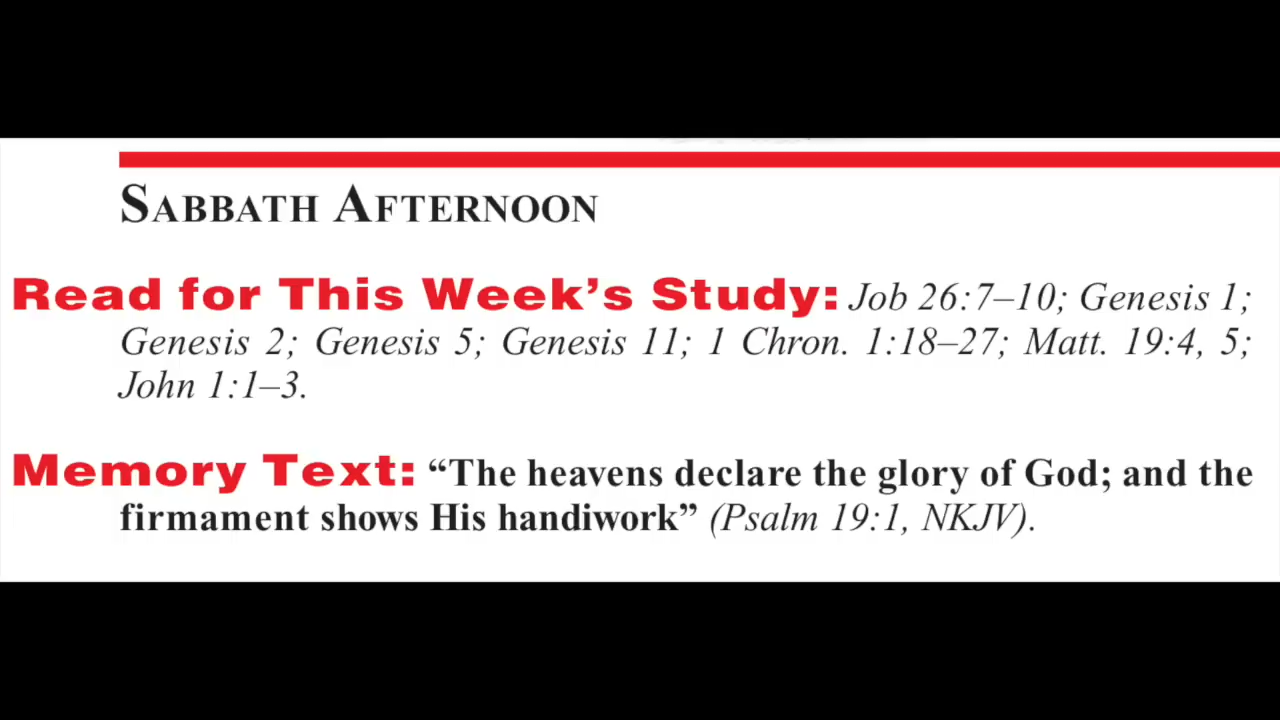 SABBATH AFTERNOON
Read for This Week’s Study: Job 26:7–10; Genesis 1;
Genesis 2; Genesis 5; Genesis 11; 1 Chron. 1:18–27; Matt. 19:4, 5;
John 1:1–3.
Memory Text: “The heavens declare the glory of God; and the
firmament shows His handiwork” (Psalm 19:1, NKJV).